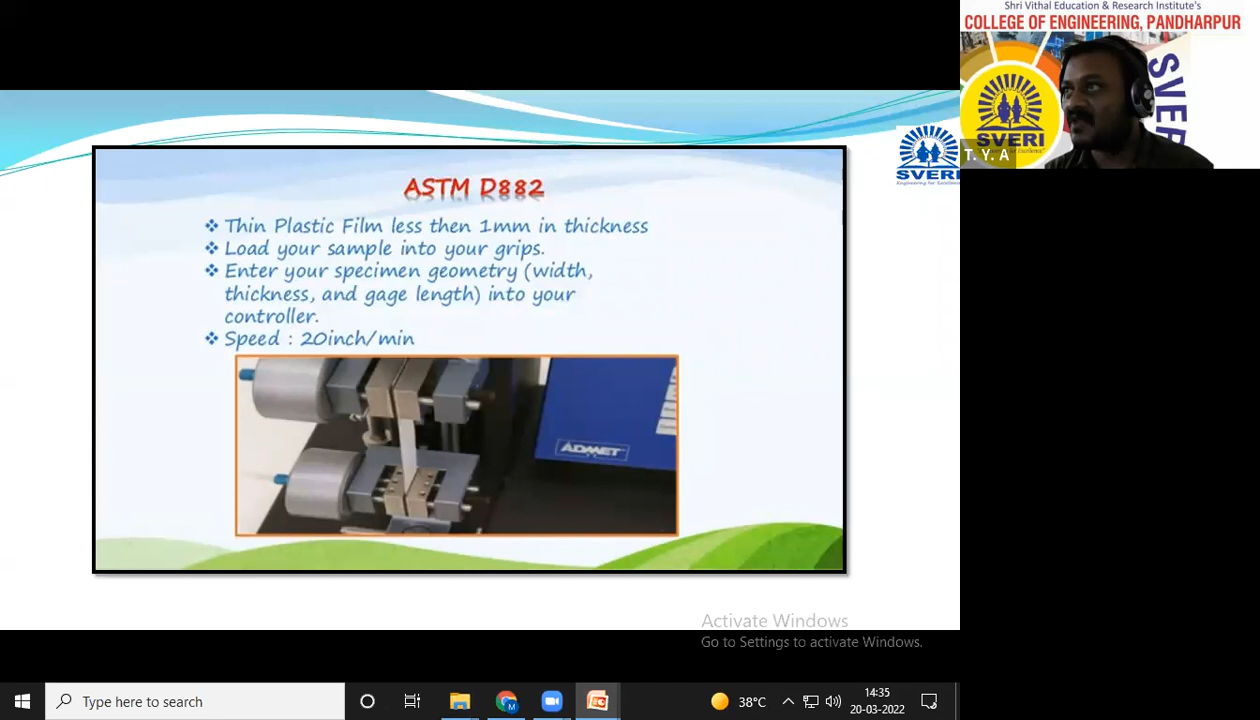 Shri Vithal Education & Research Institute's
COLLEGE OF ENGINEERING, PANDHARPUR
SVERI
SVERI
T. Y. A
SVERI
ASTM D882
❖ Thin Plastic Film less then 1mm in thickness
❖ Load your sample into your grips.
❖ Enter your specimen geometry (width,
thickness, and gage length) into your
controller.
❖ Speed : 20inch/min
ADMET
Activate Windows
Go to Settings to activate Windows.
Type here to search
38°C
14:35
20-03-2022